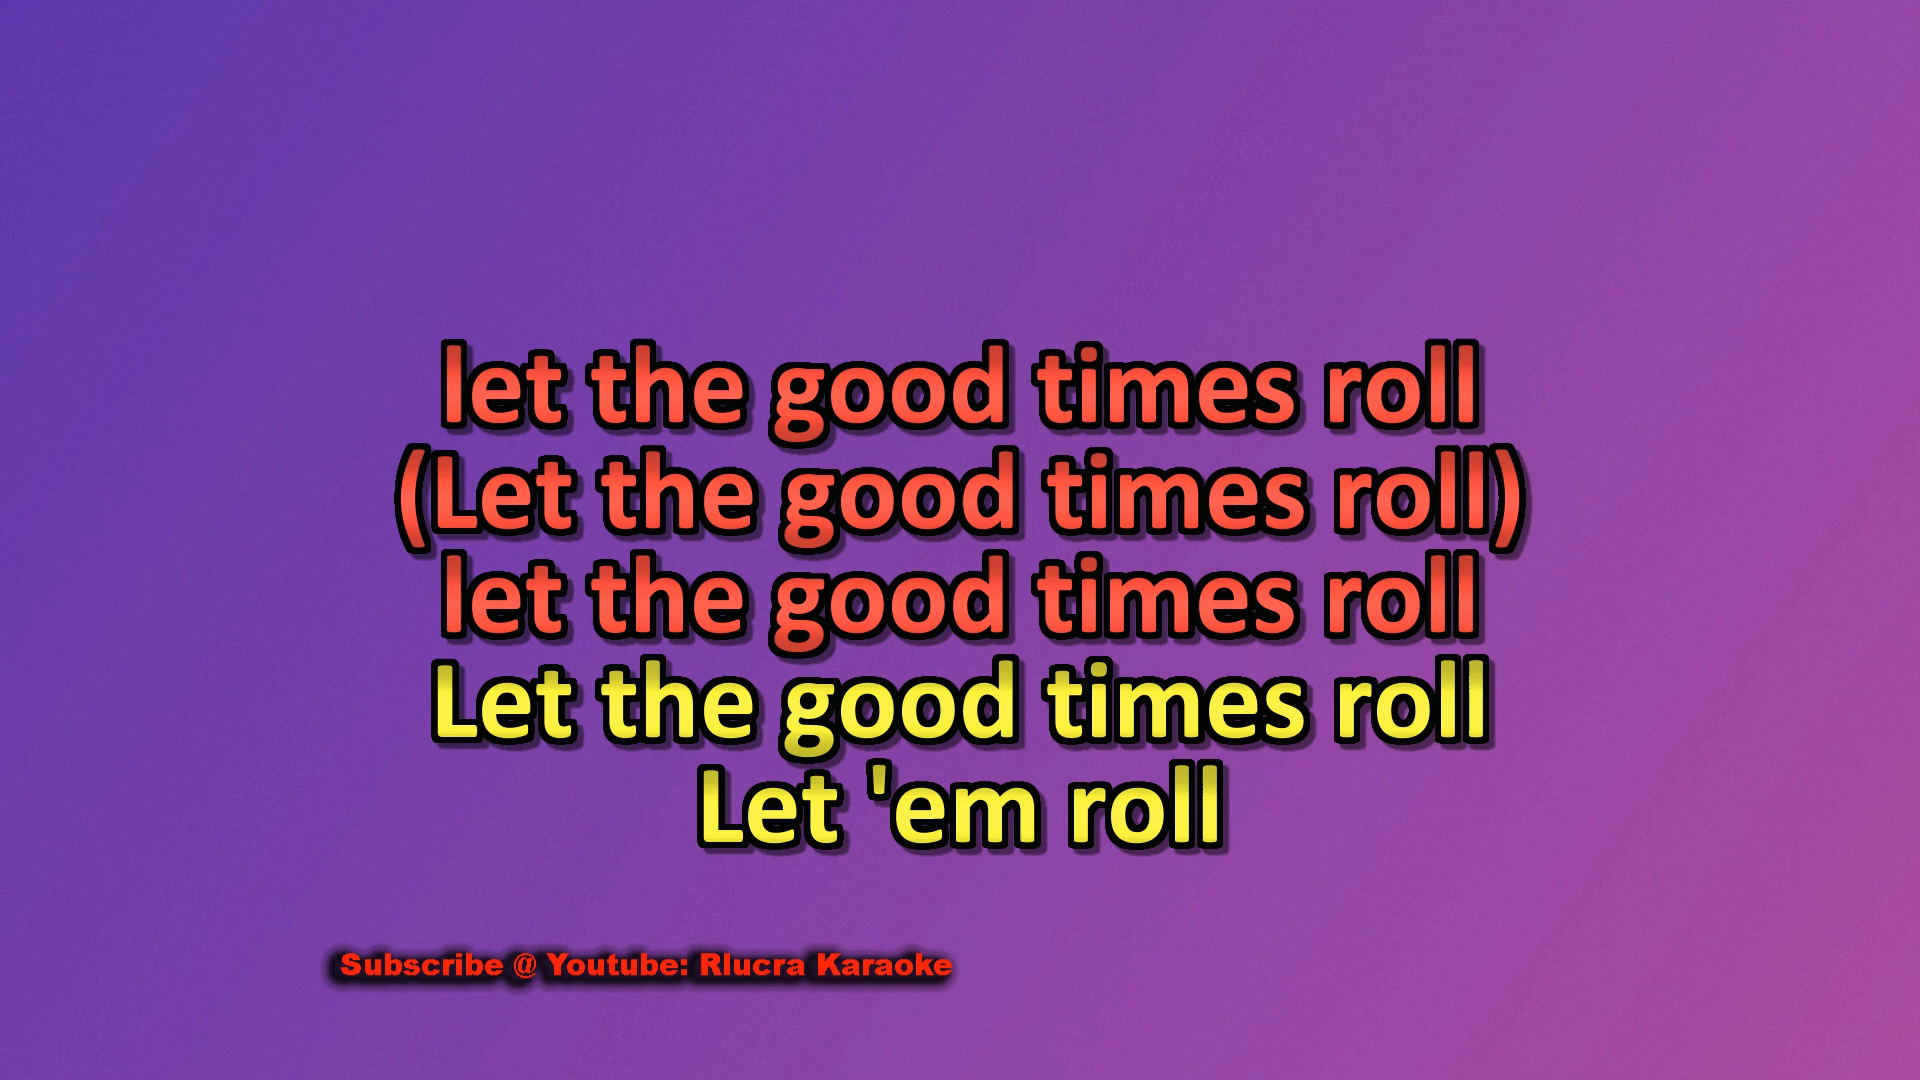 let the good times roll
(Let the good times roll)
let the good times roll
Let the good times roll
Let 'em roll
Subscribe @ Youtube: Rlucra Karaoke